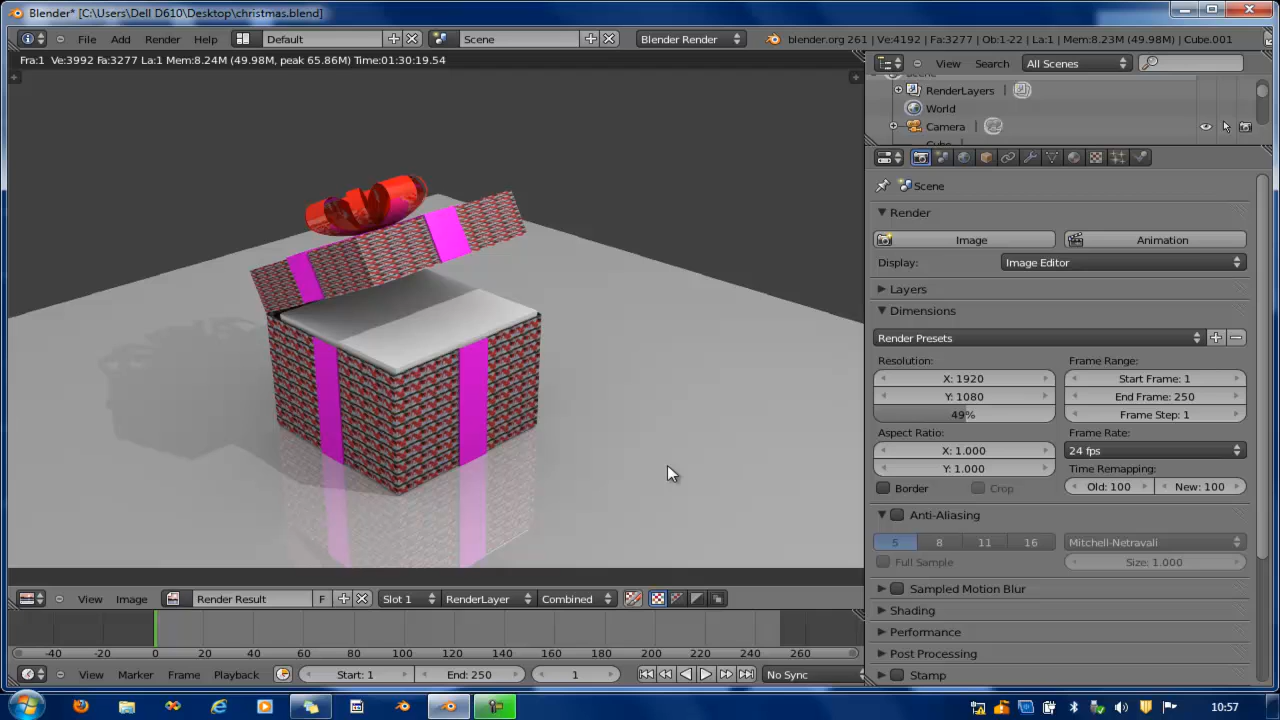 Blender* [C:\Users\Dell D610\Desktop\christmas.blend]
File Add Render Help Default Scene Blender Render blender.org 261 | Ve:4192 | Fa:3277 | Ob:1-22 | La:1 | Mem:8.23M (49.98M) | Cube.001
Fra:1 Ve:3992 Fa:3277 La:1 Mem:8.24M (49.98M, peak 65.86M) Time:01:30:19.54
View Search All Scenes
Scene
RenderLayers
World
Camera
Cube
Scene
Render
Image Animation
Display: Image Editor
Layers
Dimensions
Render Presets
Resolution: Frame Range:
X: 1920 Start Frame: 1
Y: 1080 End Frame: 250
49% Frame Step: 1
Aspect Ratio: Frame Rate:
X: 1.000 24 fps
Y: 1.000 Time Remapping:
Border Crop Old: 100 New: 100
Anti-Aliasing
5 8 11 16 Mitchell-Netravali
Full Sample Size: 1.000
Sampled Motion Blur
Shading
Performance
Post Processing
Stamp
View Image Render Result F Slot 1 RenderLayer Combined
-40 -20 0 20 40 60 80 100 120 140 160 180 200 220 240 260
View Marker Frame Playback Start: 1 End: 250 1 No Sync
10:57